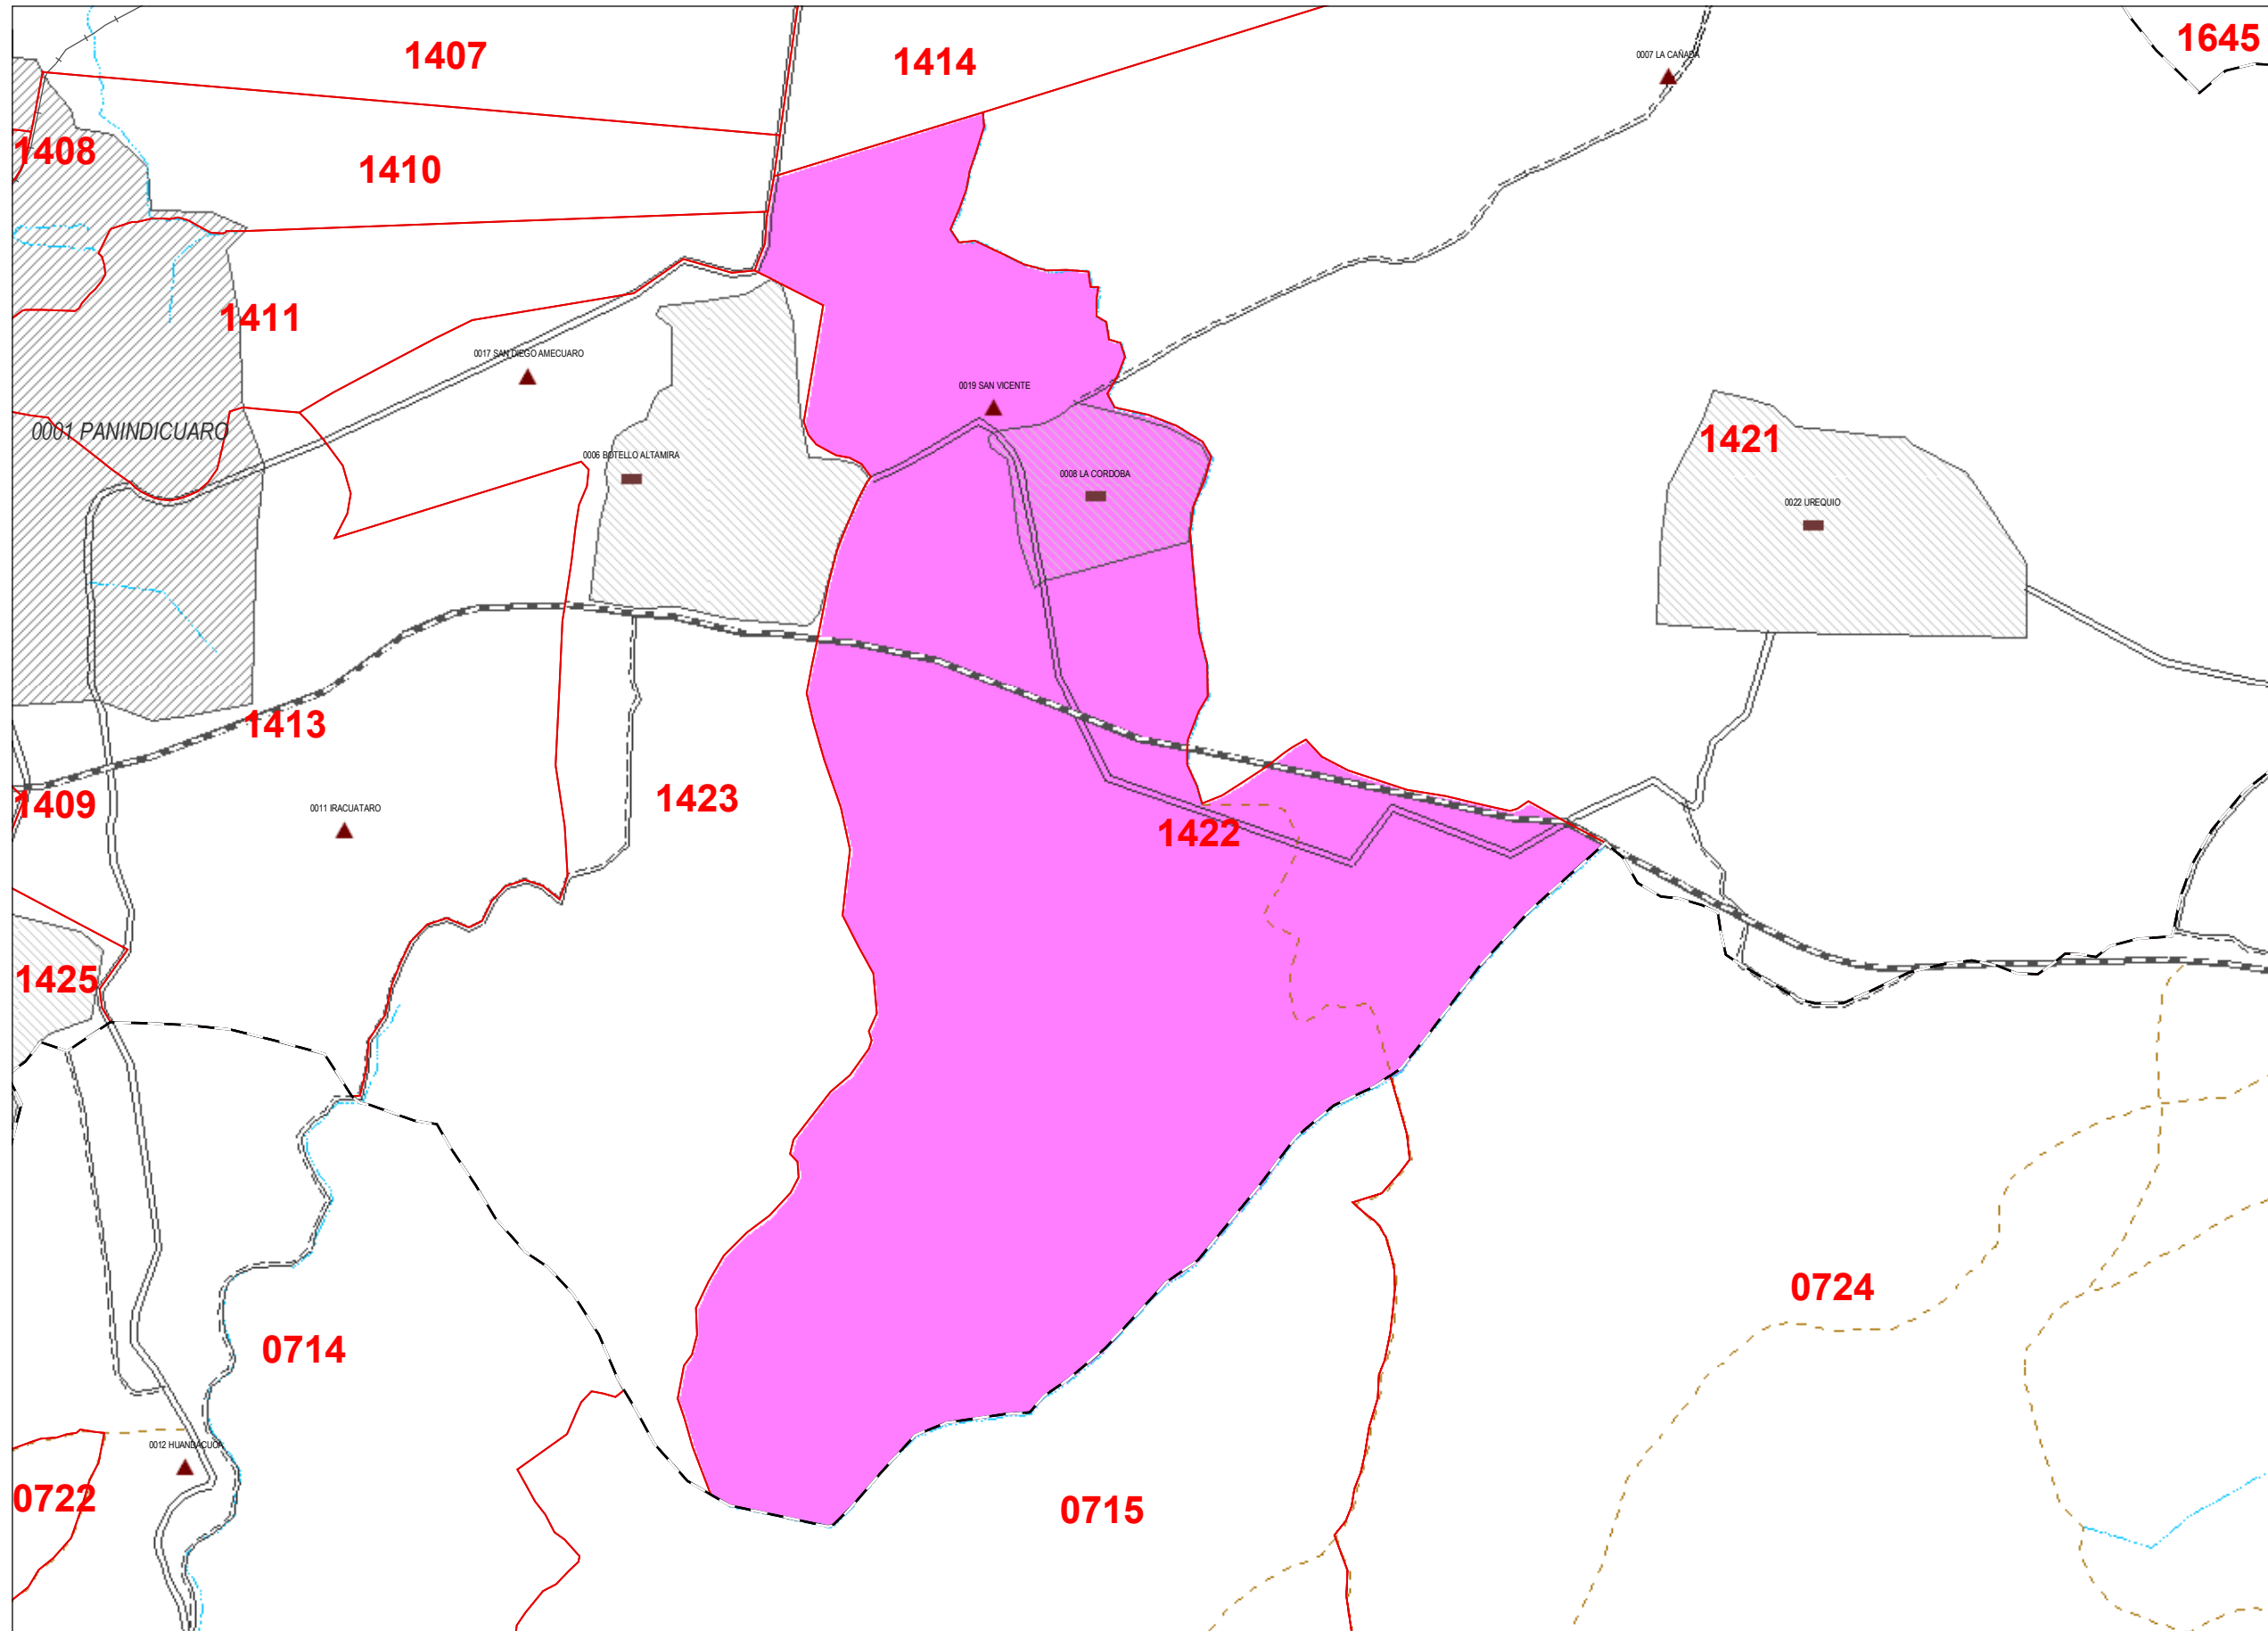 1645
1407
1414
0007 LA CAÑADA
1408
1410
1411
0017 SAN DIEGO AMECUARO
0019 SAN VICENTE
0001 PANINDICUARO
1421
0006 BOTELLO ALTAMIRA
0008 LA CORDOBA
0022 UREQUIO
1413
1423
1409
0011 IRACUATARO
1422
1425
0724
0714
0012 HUANDACUCA
0722
0715